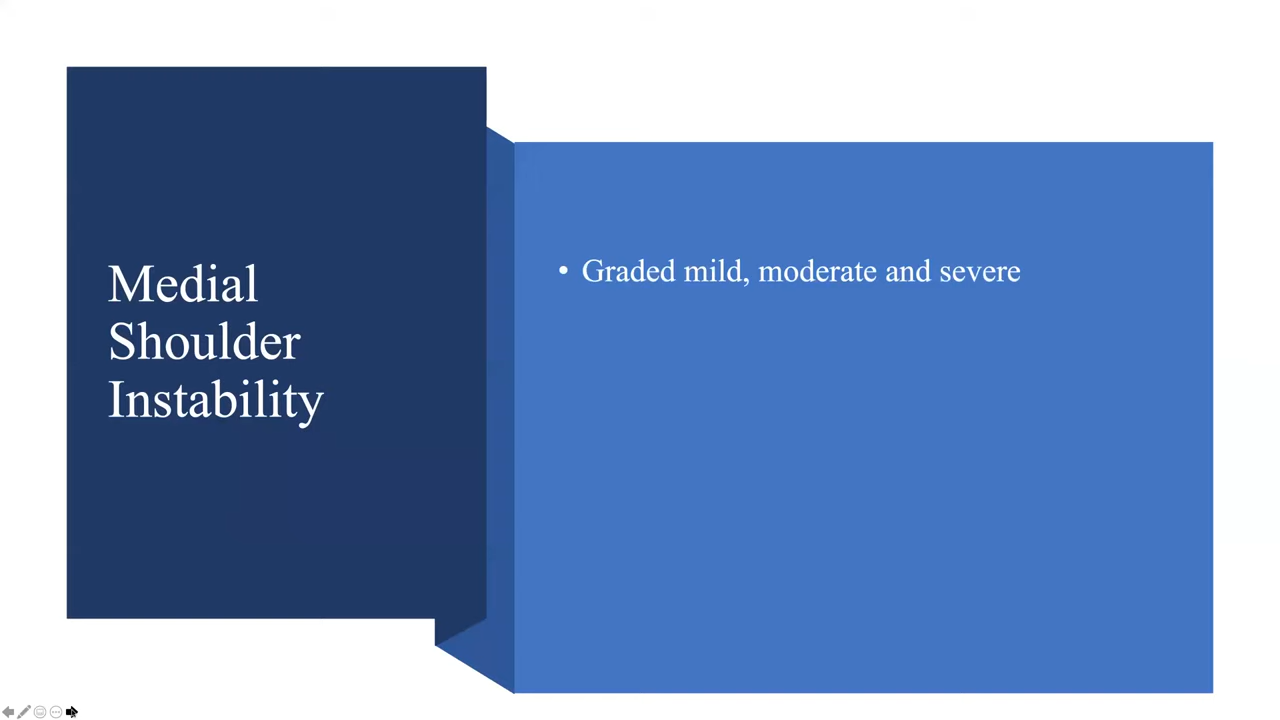 Medial
Shoulder
Instability
• Graded mild, moderate and severe